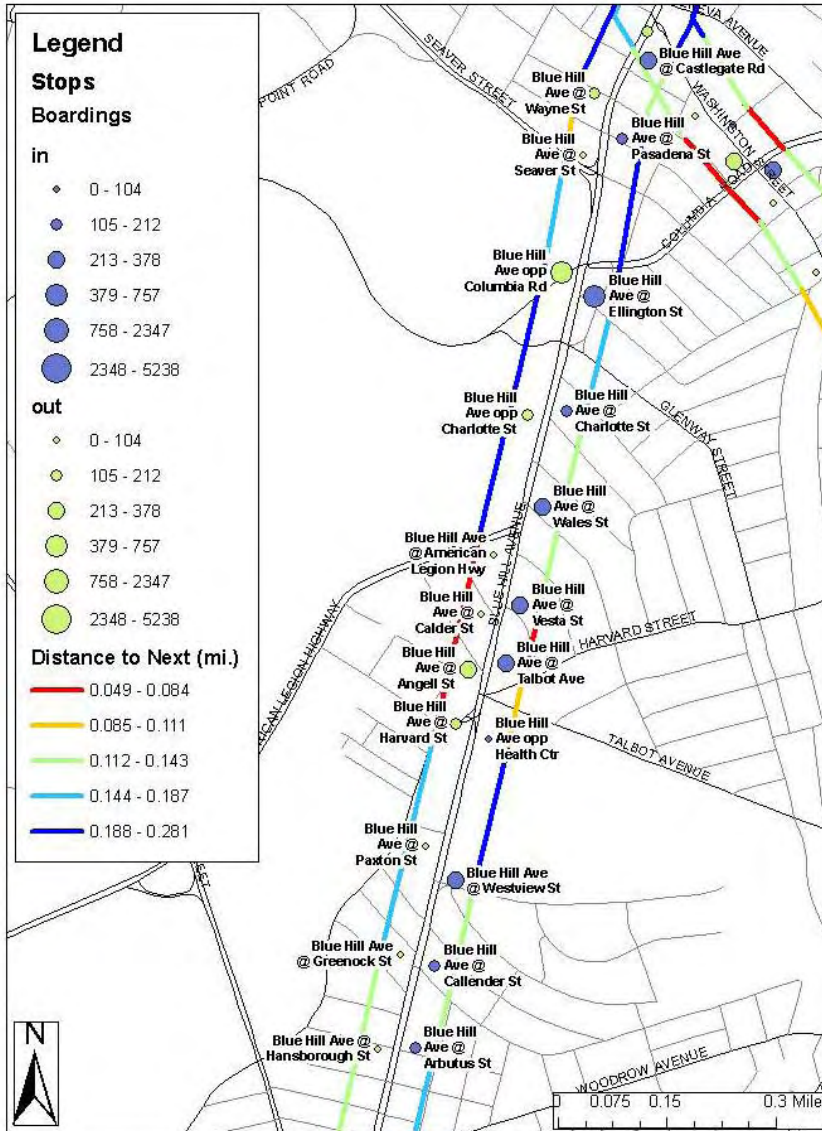 Legend
Stops
Boardings
in
0 - 104
105 - 212
213 - 378
379 - 757
758 - 2347
2348 - 5238
out
0 - 104
105 - 212
213 - 378
379 - 757
758 - 2347
2348 - 5238
Distance to Next (mi.)
0.049 - 0.084
0.085 - 0.111
0.112 - 0.143
0.144 - 0.187
0.188 - 0.281
POINT ROAD
SEAVER STREET
EVA AVENUE
WASHINGTON STREET
COLUMBIA ROAD
Blue Hill Ave
@ Castlegate Rd
Blue Hill
Ave @
Wayne St
Blue Hill
Ave @
Pasadena St
Blue Hill
Ave @
Seaver St
Blue Hill
Ave opp
Columbia Rd
Blue Hill
Ave @
Ellington St
Blue Hill
Ave opp
Charlotte St
Blue Hill
Ave @
Charlotte St
GLENWAY STREET
Blue Hill
Ave @
Wales St
BLUE HILL AVENUE
Blue Hill Ave
@ American
Legion Hwy
Blue Hill
Ave @
Calder St
Blue Hill
Ave @
Vesta St
HARVARD STREET
RICAN LEGION HIGHWAY
Blue Hill
Ave @
Angell St
Blue Hill
Ave @
Talbot Ave
Blue Hill
Ave @
Harvard St
Blue Hill
Ave opp
Health Ctr
TALBOT AVENUE
Blue Hill
Ave @
Paxton St
Blue Hill Ave
@ Westview St
Blue Hill Ave
@ Greenock St
Blue Hill
Ave @
Callender St
Blue Hill Ave @
Hansborough St
Blue Hill
Ave @
Arbutus St
WOODROW AVENUE
N
0 0.075 0.15 0.3 Mile